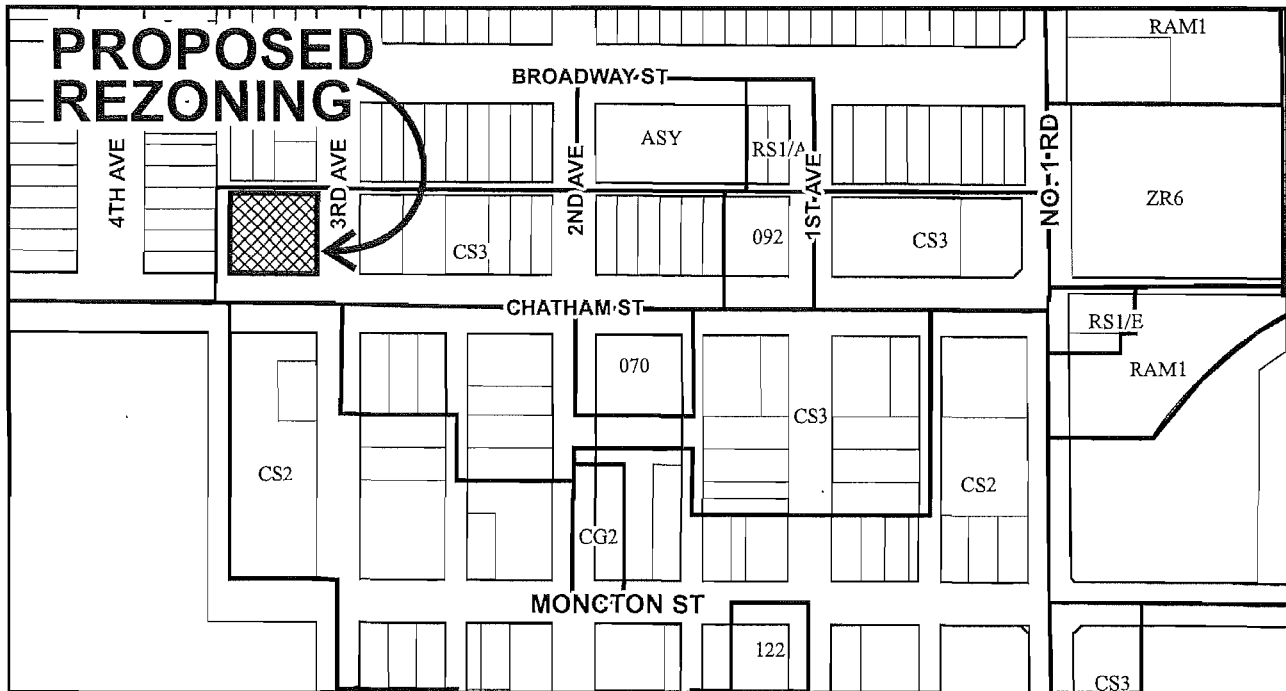 PROPOSED
REZONING
RAM1
BROADWAY ST
ASY
RS1/A
4TH AVE
3RD AVE
2ND AVE
1ST AVE
NO. 1 RD
ZR6
CS3
092
CS3
CHATHAM ST
RS1/E
070
RAM1
CS3
CS2
CS2
CG2
MONCTON ST
122
CS3